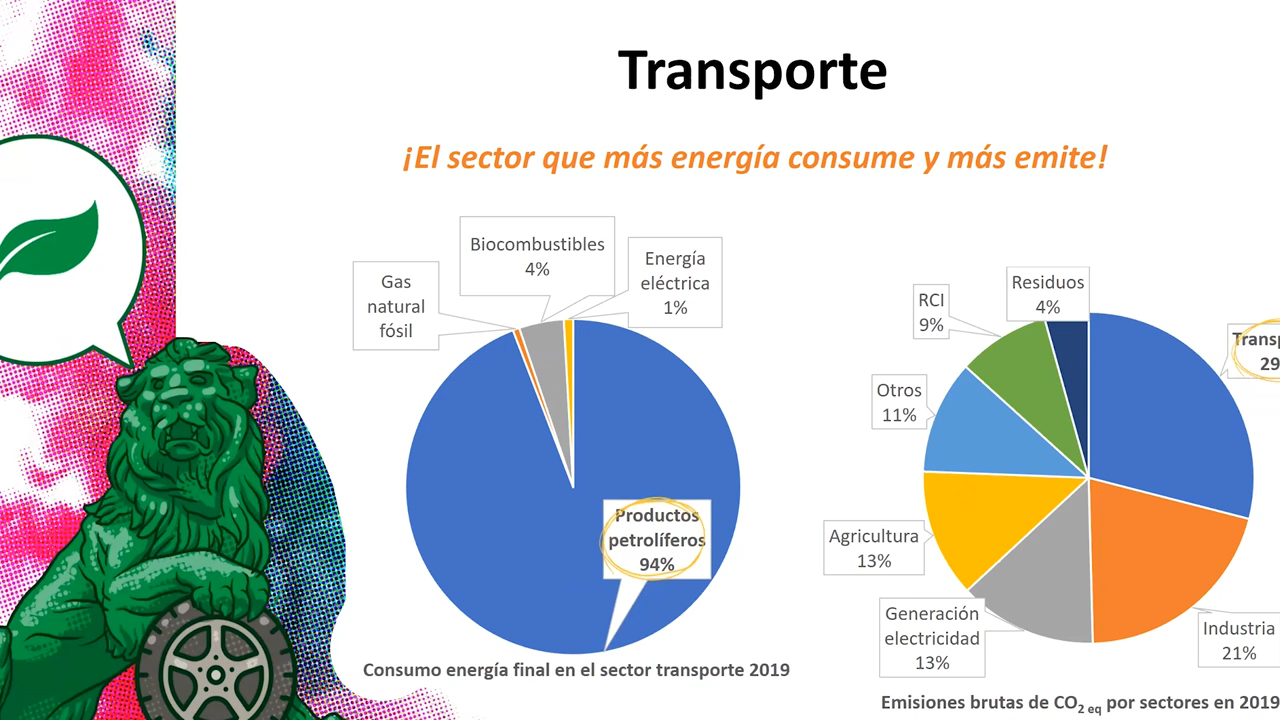 Transporte
¡El sector que más energía consume y más emite!
Gas
natural
fósil
Biocombustibles
4%
Energía
eléctrica
1%
Productos
petrolíferos
94%
Consumo energía final en el sector transporte 2019
RCI
9%
Residuos
4%
Otros
11%
Agricultura
13%
Generación
electricidad
13%
Industria
21%
Emisiones brutas de CO2 eq por sectores en 2019